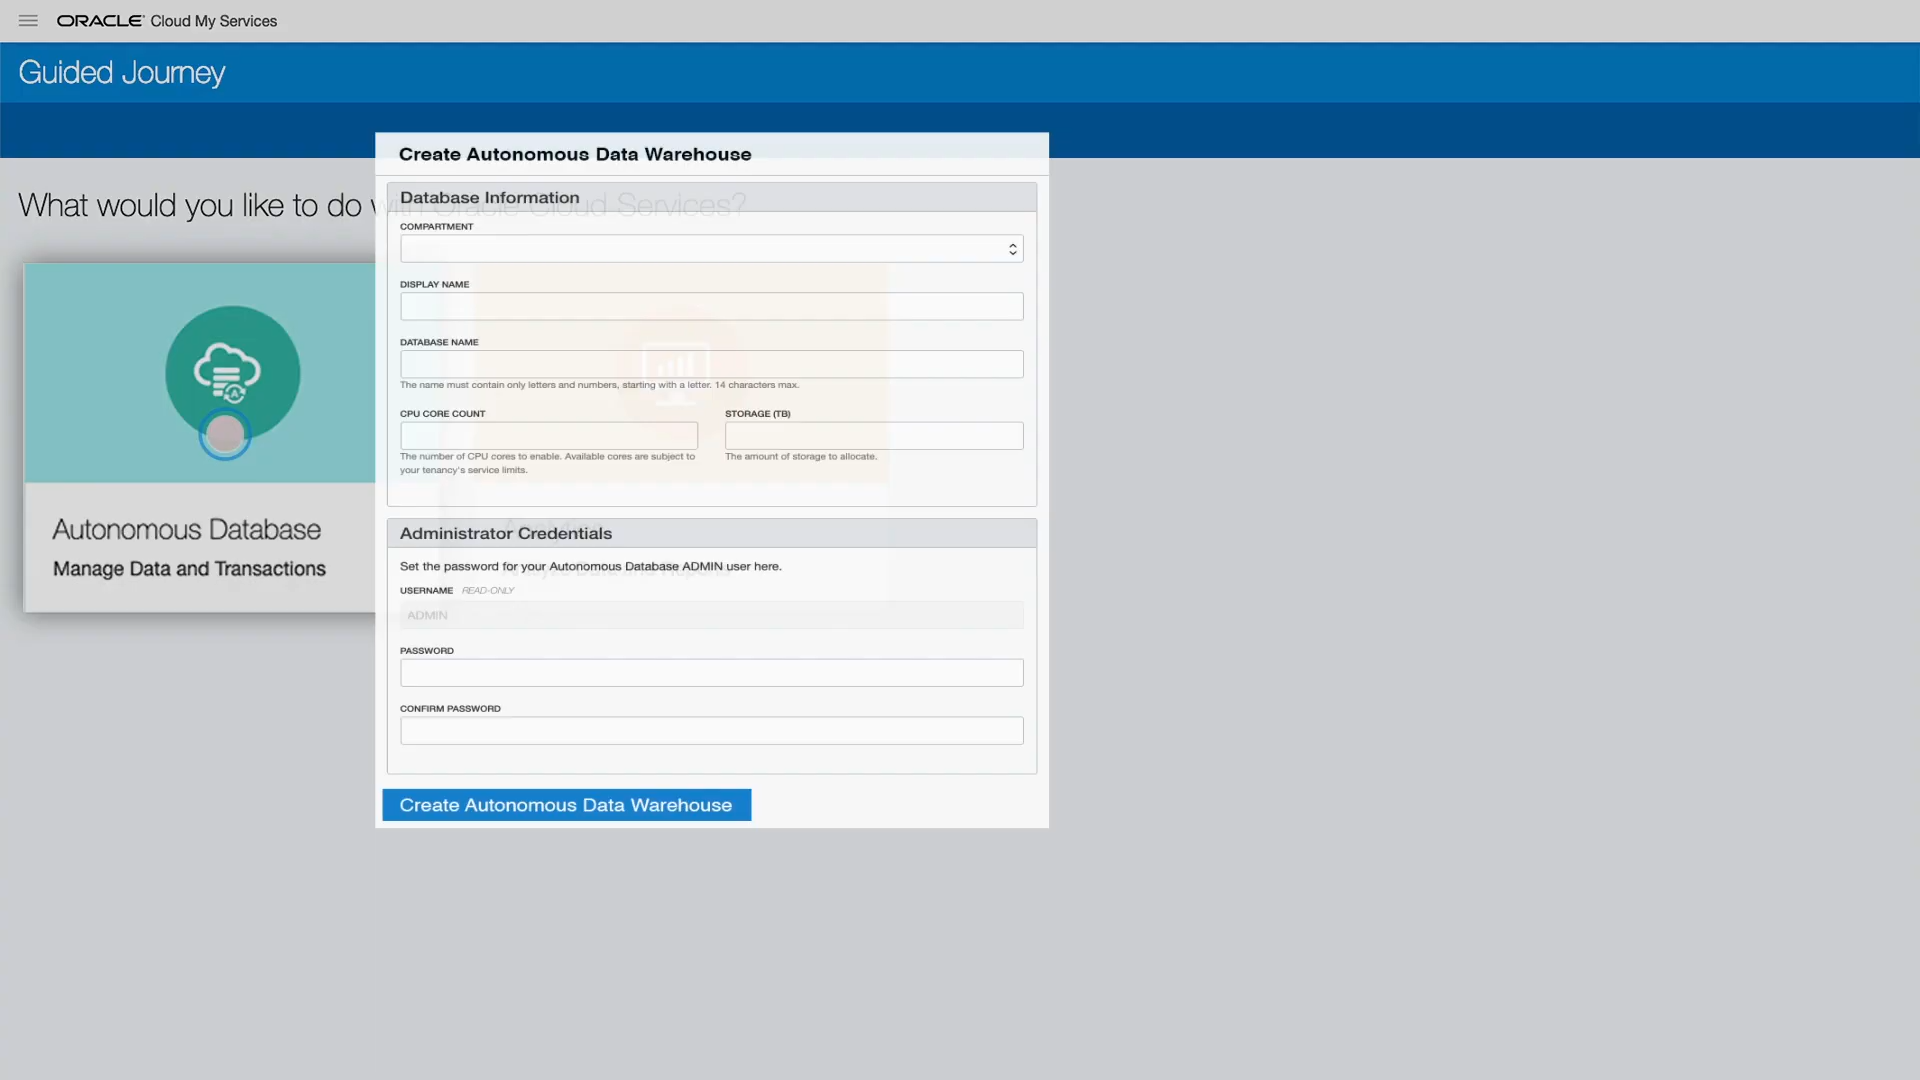 ORACLE Cloud My Services
Guided Journey
Create Autonomous Data Warehouse
What would you like to do with Oracle Cloud Services?
Database Information
COMPARTMENT
DISPLAY NAME
DATABASE NAME
The name must contain only letters and numbers, starting with a letter. 14 characters max.
CPU CORE COUNT
STORAGE (TB)
The number of CPU cores to enable. Available cores are subject to
your tenancy's service limits.
The amount of storage to allocate.
Autonomous Database
Manage Data and Transactions
Administrator Credentials
Set the password for your Autonomous Database ADMIN user here.
USERNAME READ-ONLY
ADMIN
PASSWORD
CONFIRM PASSWORD
Create Autonomous Data Warehouse